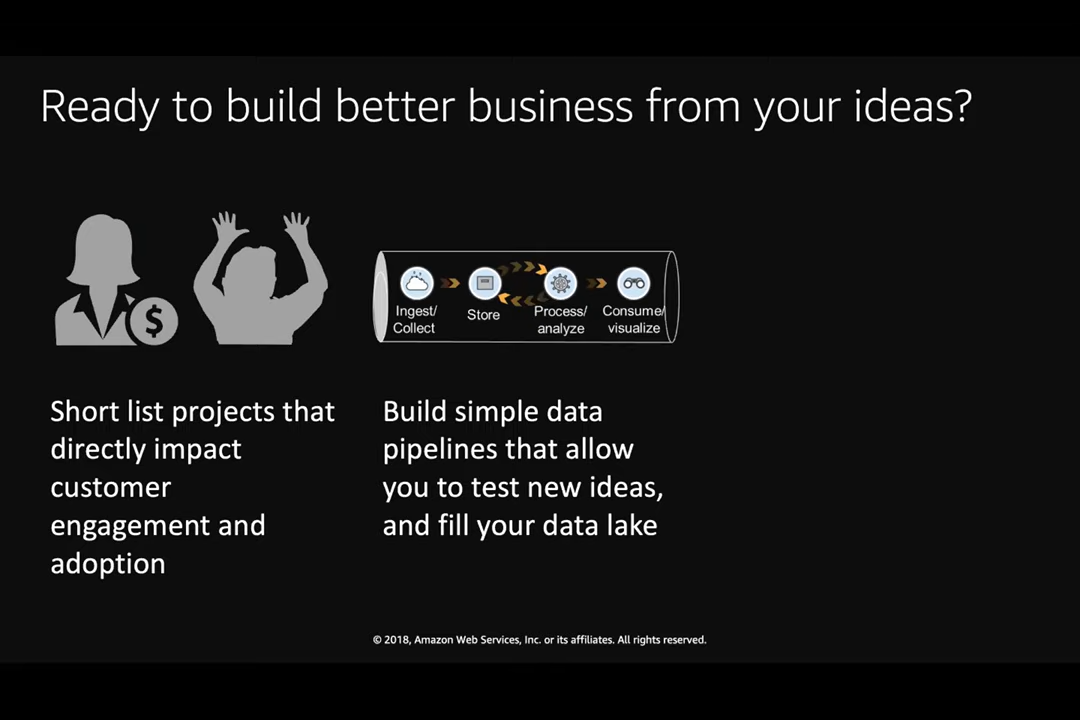 Ready to build better business from your ideas?
$
Ingest/
Collect
Store
Process/
analyze
Consume/
visualize
Short list projects that
directly impact
customer
engagement and
adoption
Build simple data
pipelines that allow
you to test new ideas,
and fill your data lake
© 2018, Amazon Web Services, Inc. or its affiliates. All rights reserved.